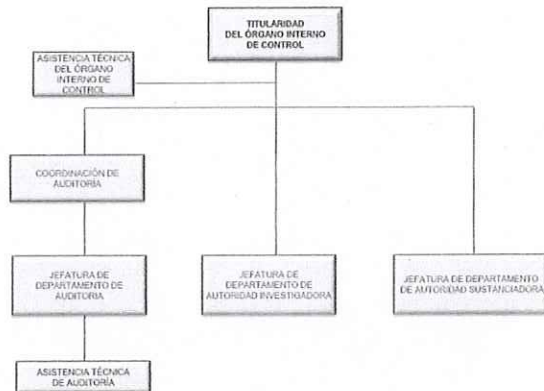 TITULARIDAD
DEL ÓRGANO INTERNO
DE CONTROL
ASISTENCIA TÉCNICA
DEL ÓRGANO
INTERNO DE
CONTROL
COORDINACIÓN DE
AUDITORÍA
JEFATURA DE
DEPARTAMENTO DE
AUDITORIA
JEFATURA DE
DEPARTAMENTO DE
AUTORIDAD INVESTIGADORA
JEFATURA DE DEPARTAMENTO
DE AUTORIDAD SUSTANCIADORA
ASISTENCIA TÉCNICA
DE AUDITORÍA